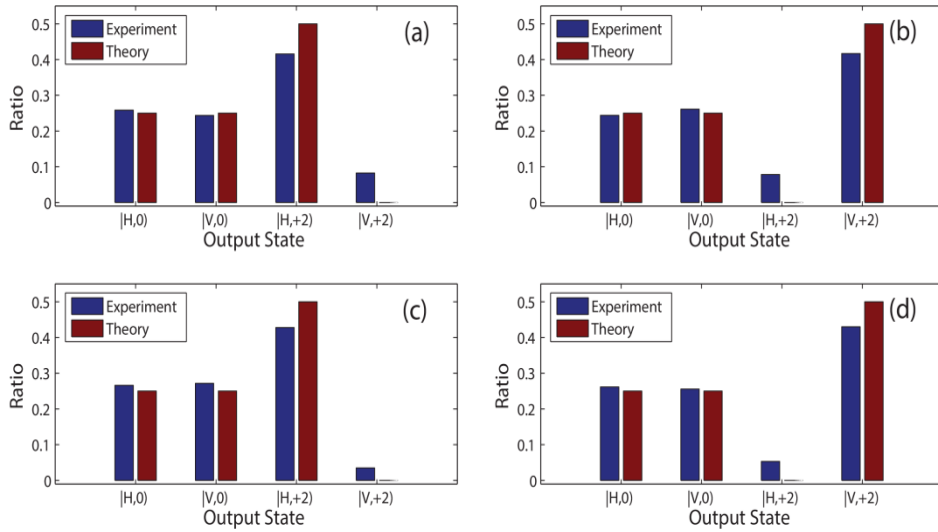 0.5
0.4
0.3
0.2
0.1
0
Ratio
Experiment
Theory
(a)
|H,0⟩
|V,0⟩
|H,+2⟩
|V,+2⟩
Output State
0.5
0.4
0.3
0.2
0.1
0
Ratio
Experiment
Theory
(b)
|H,0⟩
|V,0⟩
|H,+2⟩
|V,+2⟩
Output State
0.5
0.4
0.3
0.2
0.1
0
Ratio
Experiment
Theory
(c)
|H,0⟩
|V,0⟩
|H,+2⟩
|V,+2⟩
Output State
0.5
0.4
0.3
0.2
0.1
0
Ratio
Experiment
Theory
(d)
|H,0⟩
|V,0⟩
|H,+2⟩
|V,+2⟩
Output State